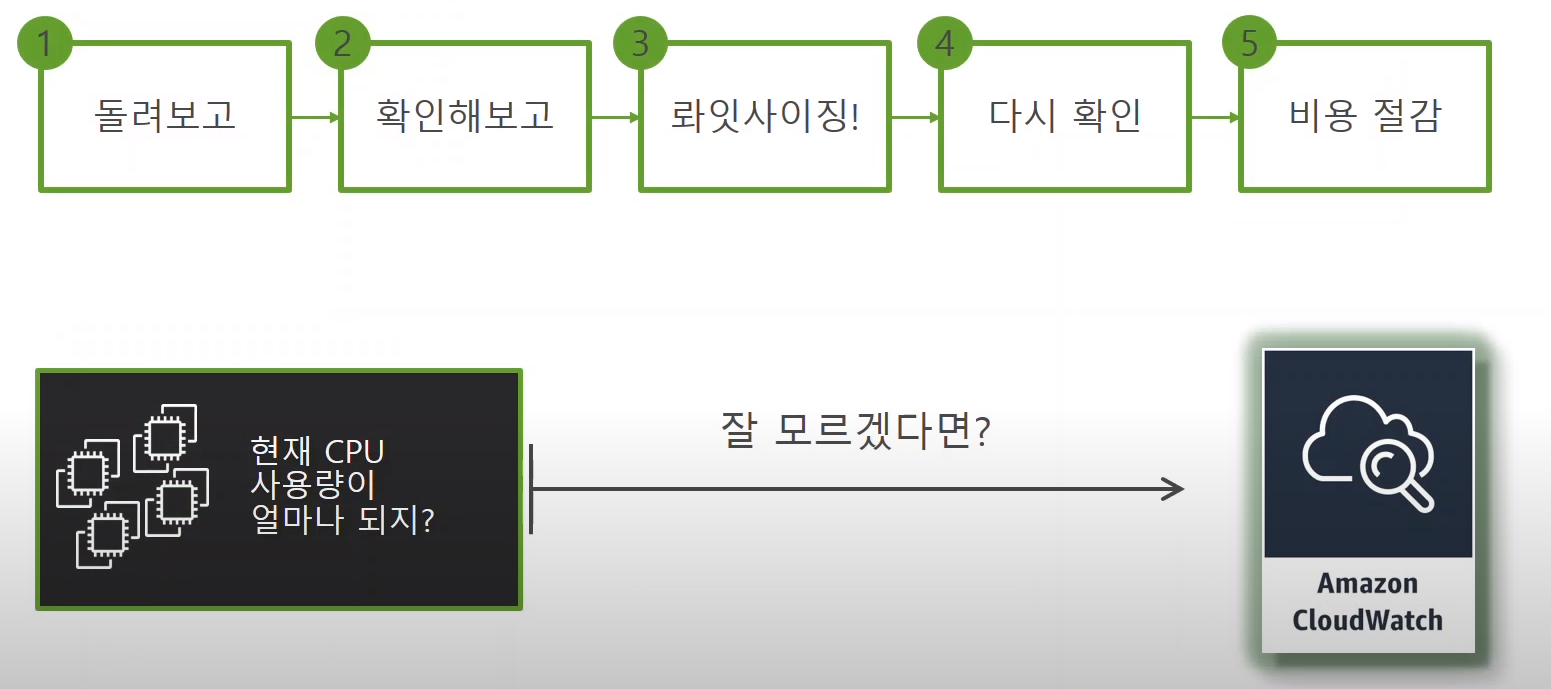 1
돌려보고
2
확인해보고
3
롸잇사이징!
4
다시 확인
5
비용 절감
현재 CPU
사용량이
얼마나 되지?
잘 모르겠다면?
Amazon
CloudWatch